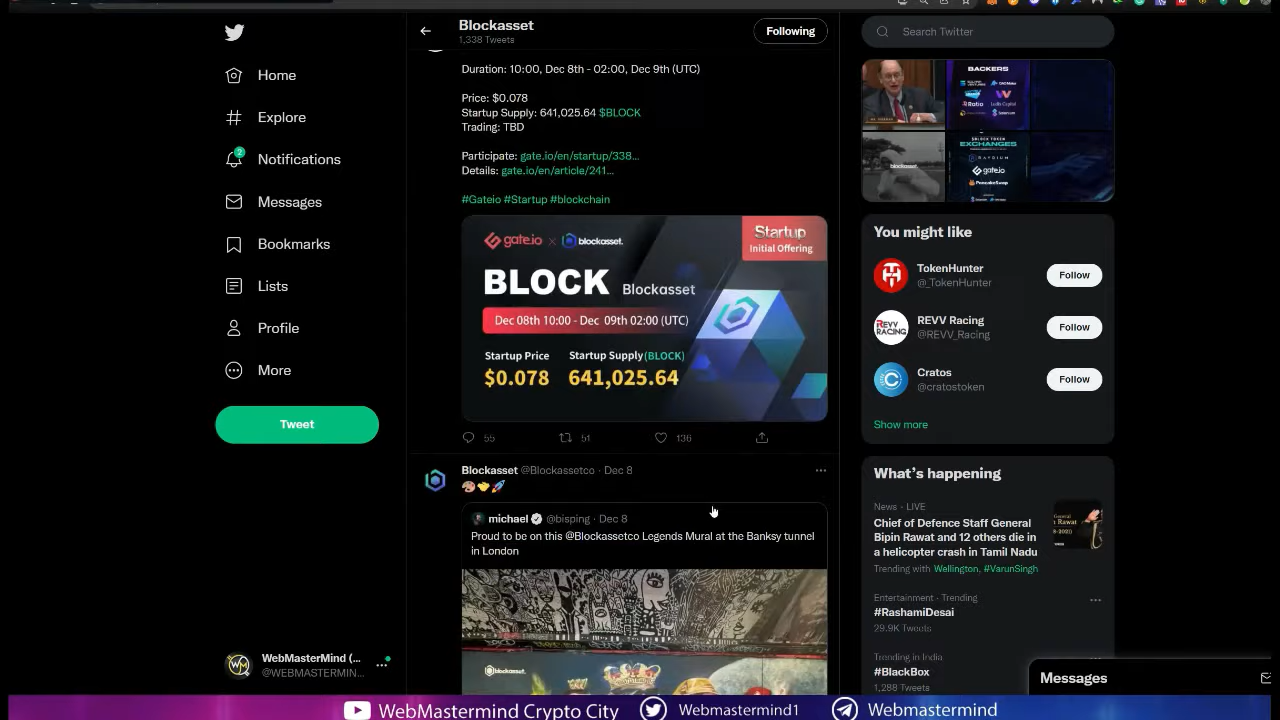 Blockasset
1,338 Tweets
Following
Search Twitter
Home
Explore
2
Notifications
Messages
Bookmarks
Lists
Profile
More
Tweet
WebMasterMind (...
@WEBMASTERMIN...
Duration: 10:00, Dec 8th - 02:00, Dec 9th (UTC)
Price: $0.078
Startup Supply: 641,025.64 $BLOCK
Trading: TBD
Participate: gate.io/en/startup/338...
Details: gate.io/en/article/241...
#Gateio #Startup #blockchain
gate.io x blockasset.
Startup
Initial Offering
BLOCK Blockasset
Dec 08th 10:00 - Dec 09th 02:00 (UTC)
Startup Price Startup Supply(BLOCK)
$0.078 641,025.64
55 51 136
Blockasset @Blockassetco · Dec 8
michael @bisping · Dec 8
Proud to be on this @Blockassetco Legends Mural at the Banksy tunnel
in London
blockasset.
BACKERS
Ratio
EXCHANGES
RAYDIUM
gate.io
PancakeSwap
You might like
TokenHunter
@_TokenHunter
Follow
REVV Racing
@REVV_Racing
Follow
Cratos
@cratostoken
Follow
Show more
What's happening
News · LIVE
Chief of Defence Staff General
Bipin Rawat and 12 others die in
a helicopter crash in Tamil Nadu
Trending with Wellington, #VarunSingh
Entertainment · Trending
#RashamiDesai
29.9K Tweets
Trending in India
#BlackBox
1,288 Tweets
Messages
WebMastermind Crypto City Webmastermind1 Webmastermind